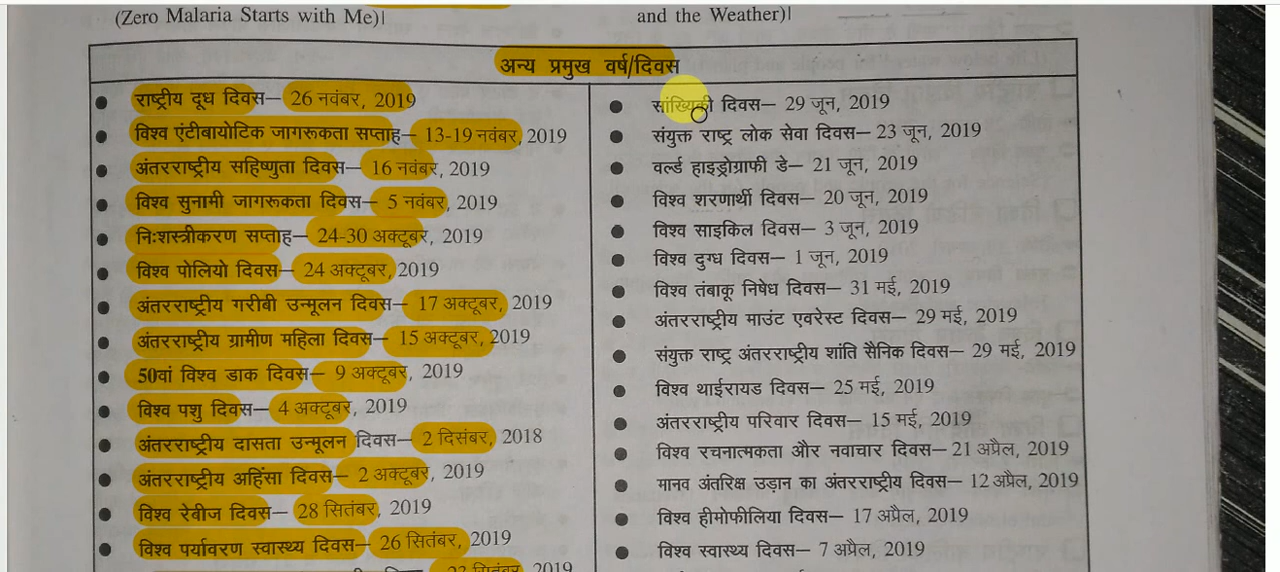 (Zero Malaria Starts with Me)|
and the Weather)|
अन्य प्रमुख वर्ष/दिवस
● राष्ट्रीय दूध दिवस– 26 नवंबर, 2019
● विश्व एंटीबायोटिक जागरूकता सप्ताह– 13-19 नवंबर, 2019
● अंतरराष्ट्रीय सहिष्णुता दिवस– 16 नवंबर, 2019
● विश्व सुनामी जागरूकता दिवस– 5 नवंबर, 2019
● निःशस्त्रीकरण सप्ताह– 24-30 अक्टूबर, 2019
● विश्व पोलियो दिवस– 24 अक्टूबर, 2019
● अंतरराष्ट्रीय गरीबी उन्मूलन दिवस– 17 अक्टूबर, 2019
● अंतरराष्ट्रीय ग्रामीण महिला दिवस– 15 अक्टूबर, 2019
● 50वां विश्व डाक दिवस– 9 अक्टूबर, 2019
● विश्व पशु दिवस– 4 अक्टूबर, 2019
● अंतरराष्ट्रीय दासता उन्मूलन दिवस– 2 दिसंबर, 2018
● अंतरराष्ट्रीय अहिंसा दिवस– 2 अक्टूबर, 2019
● विश्व रेबीज दिवस– 28 सितंबर, 2019
● विश्व पर्यावरण स्वास्थ्य दिवस– 26 सितंबर, 2019
23 सितंबर, 2019
● सांख्यिकी दिवस– 29 जून, 2019
● संयुक्त राष्ट्र लोक सेवा दिवस– 23 जून, 2019
● वर्ल्ड हाइड्रोग्राफी डे– 21 जून, 2019
● विश्व शरणार्थी दिवस– 20 जून, 2019
● विश्व साइकिल दिवस– 3 जून, 2019
● विश्व दुग्ध दिवस– 1 जून, 2019
● विश्व तंबाकू निषेध दिवस– 31 मई, 2019
● अंतरराष्ट्रीय माउंट एवरेस्ट दिवस– 29 मई, 2019
● संयुक्त राष्ट्र अंतरराष्ट्रीय शांति सैनिक दिवस– 29 मई, 2019
● विश्व थाईरायड दिवस– 25 मई, 2019
● अंतरराष्ट्रीय परिवार दिवस– 15 मई, 2019
● विश्व रचनात्मकता और नवाचार दिवस– 21 अप्रैल, 2019
● मानव अंतरिक्ष उड़ान का अंतरराष्ट्रीय दिवस– 12 अप्रैल, 2019
● विश्व हीमोफीलिया दिवस– 17 अप्रैल, 2019
● विश्व स्वास्थ्य दिवस– 7 अप्रैल, 2019